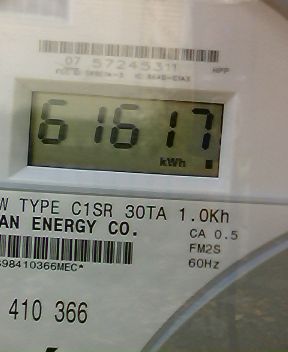 07 57245311
HPP
61617
kWh
W TYPE C1SR 30TA 1.0Kh
AN ENERGY CO.
CA 0.5
FM2S
98410366MEC*
60Hz
410 366